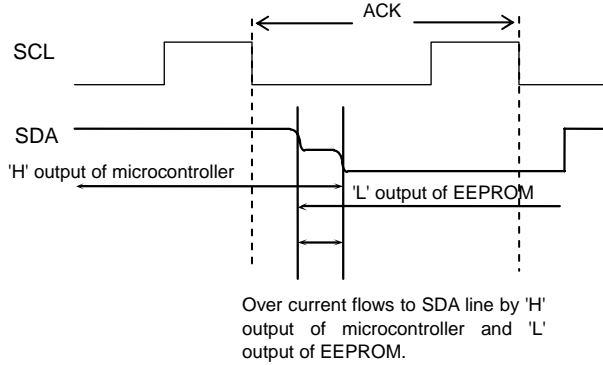 ACK
SCL
SDA
'H' output of microcontroller
'L' output of EEPROM
Over current flows to SDA line by 'H'
output of microcontroller and 'L'
output of EEPROM.